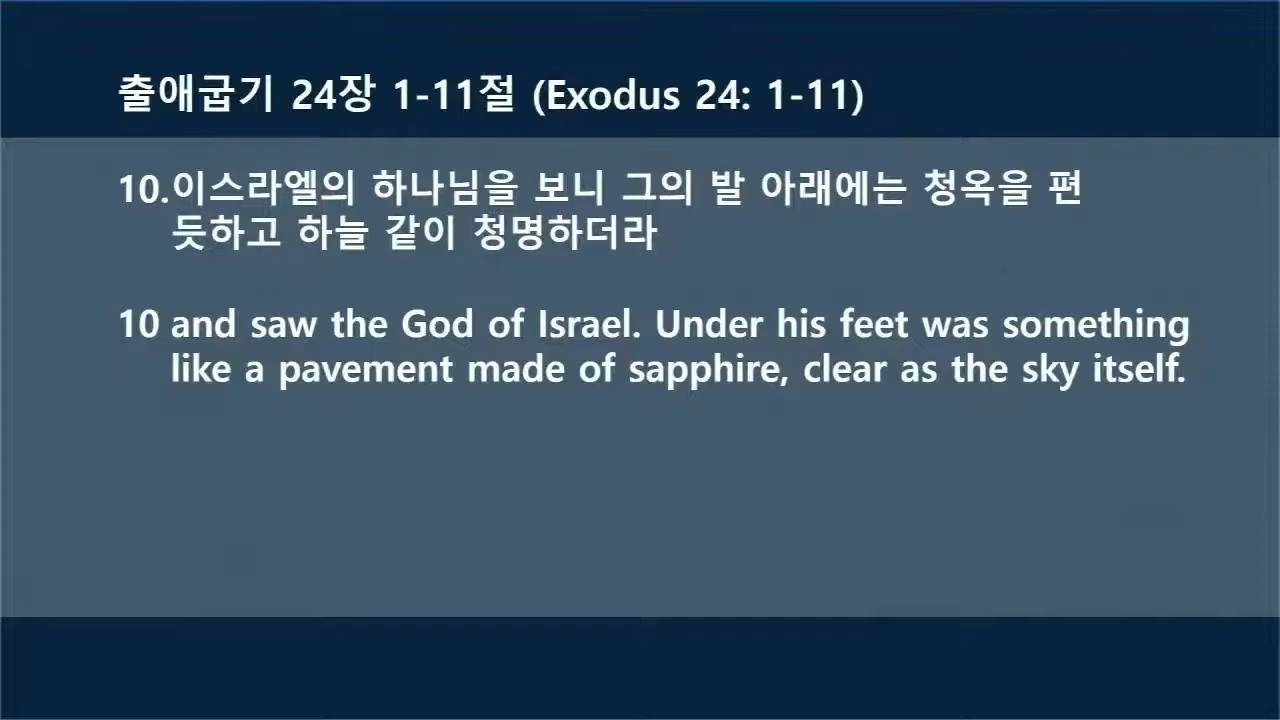 출애굽기 24장 1-11절 (Exodus 24: 1-11)
10.이스라엘의 하나님을 보니 그의 발 아래에는 청옥을 편
듯하고 하늘 같이 청명하더라
10 and saw the God of Israel. Under his feet was something
like a pavement made of sapphire, clear as the sky itself.